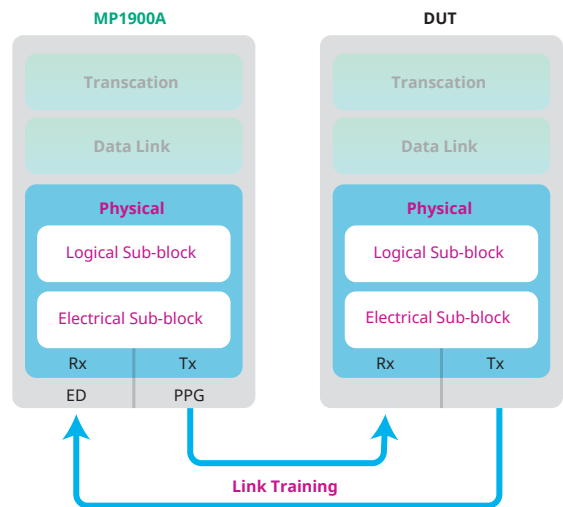 MP1900A
Transcation
Data Link
Physical
Logical Sub-block
Electrical Sub-block
Rx
Tx
ED
PPG
DUT
Transcation
Data Link
Physical
Logical Sub-block
Electrical Sub-block
Rx
Tx
Link Training